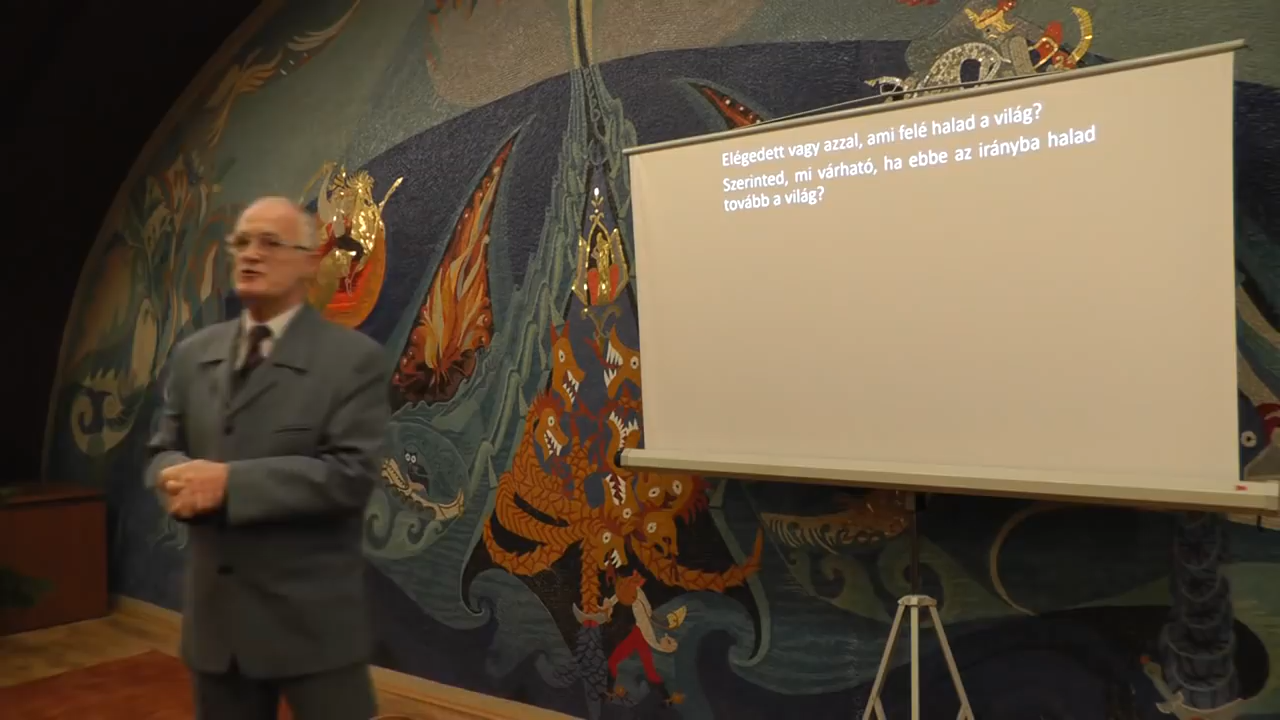 Elégedett vagy azzal, ami felé halad a világ?
Szerinted, mi várható, ha ebbe az irányba halad
tovább a világ?